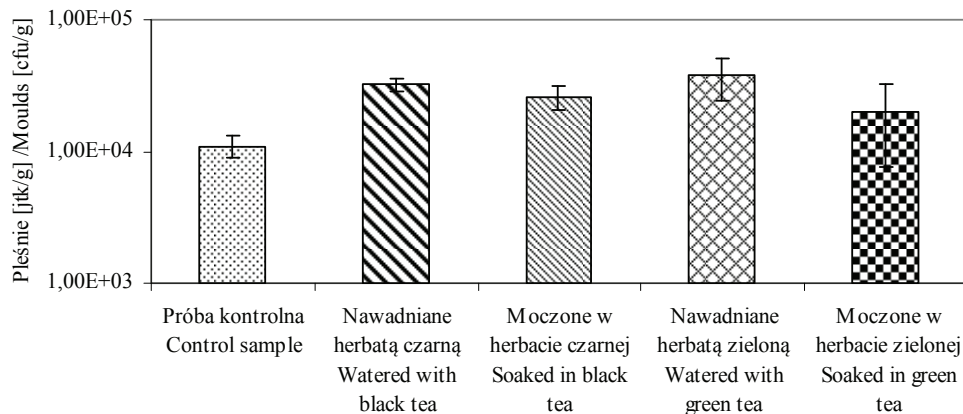 Pleśnie [jtk/g] /Moulds [cfu/g]
1,00E+05
1,00E+04
1,00E+03
Próba kontrolna
Control sample
Nawadniane
herbatą czarną
Watered with
black tea
Moczone w
herbacie czarnej
Soaked in black
tea
Nawadniane
herbatą zieloną
Watered with
green tea
Moczone w
herbacie zielonej
Soaked in green
tea